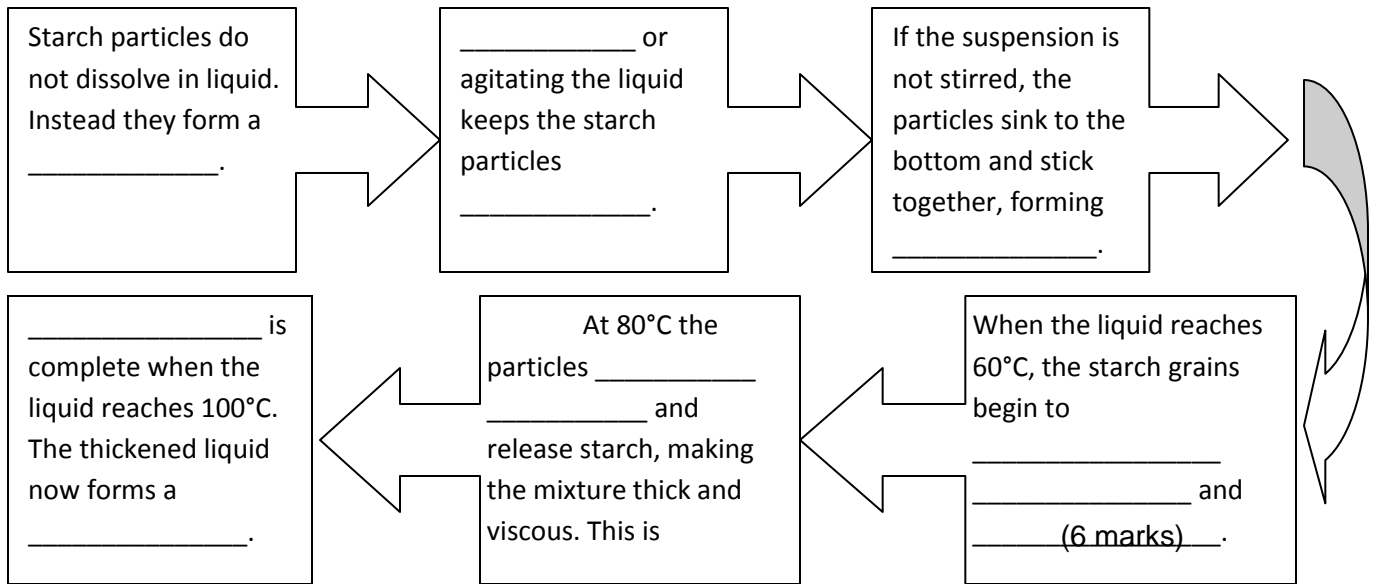 Starch particles do
not dissolve in liquid.
Instead they form a
_____________.
____________ or
agitating the liquid
keeps the starch
particles
_____________.
If the suspension is
not stirred, the
particles sink to the
bottom and stick
together, forming
______________.
When the liquid reaches
60°C, the starch grains
begin to
_________________
_______________ and
_________________.
(6 marks)
At 80°C the
particles ___________
___________ and
release starch, making
the mixture thick and
viscous. This is
________________ is
complete when the
liquid reaches 100°C.
The thickened liquid
now forms a
_______________.